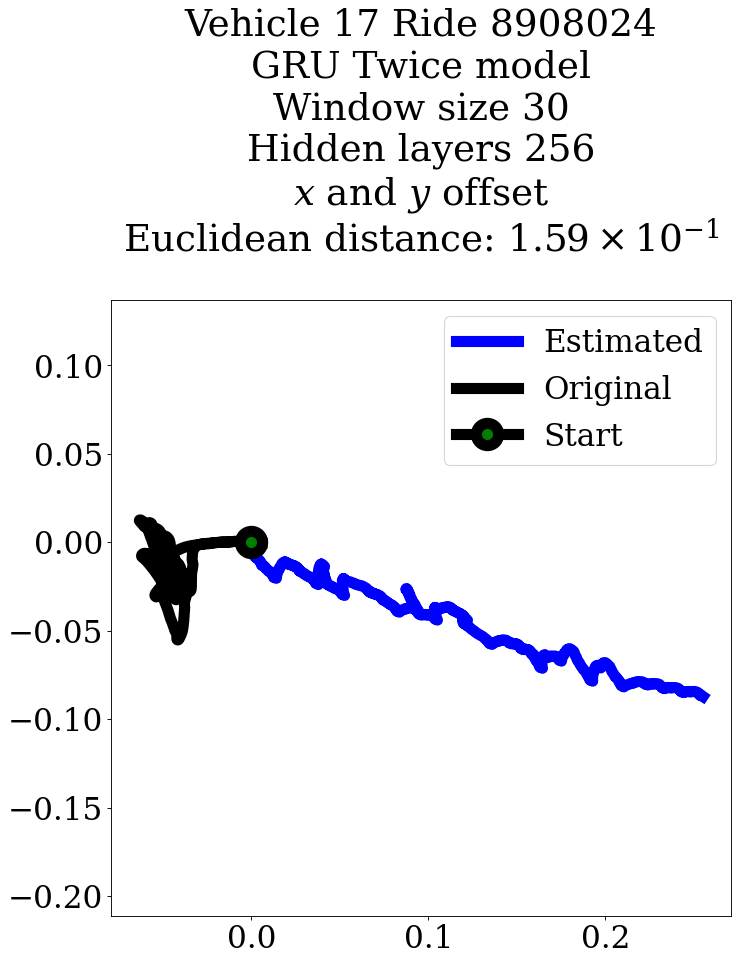 Vehicle 17 Ride 8908024
GRU Twice model
Window size 30
Hidden layers 256
x and y offset
Euclidean distance: 1.59 × 10⁻¹
Estimated
Original
Start
0.10
0.05
0.00
−0.05
−0.10
−0.15
−0.20
0.0 0.1 0.2